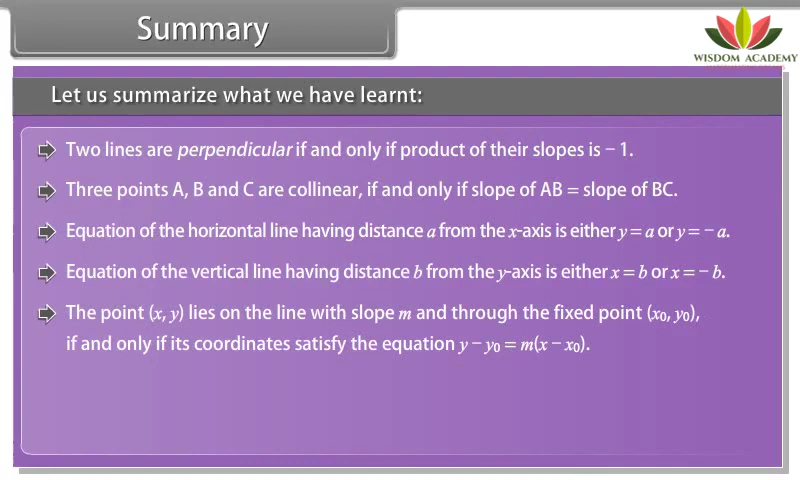 Summary
WISDOM ACADEMY
Let us summarize what we have learnt:
Two lines are perpendicular if and only if product of their slopes is − 1.
Three points A, B and C are collinear, if and only if slope of AB = slope of BC.
Equation of the horizontal line having distance a from the x-axis is either y = a or y = − a.
Equation of the vertical line having distance b from the y-axis is either x = b or x = − b.
The point (x, y) lies on the line with slope m and through the fixed point (x₀, y₀),
if and only if its coordinates satisfy the equation y − y₀ = m(x − x₀).